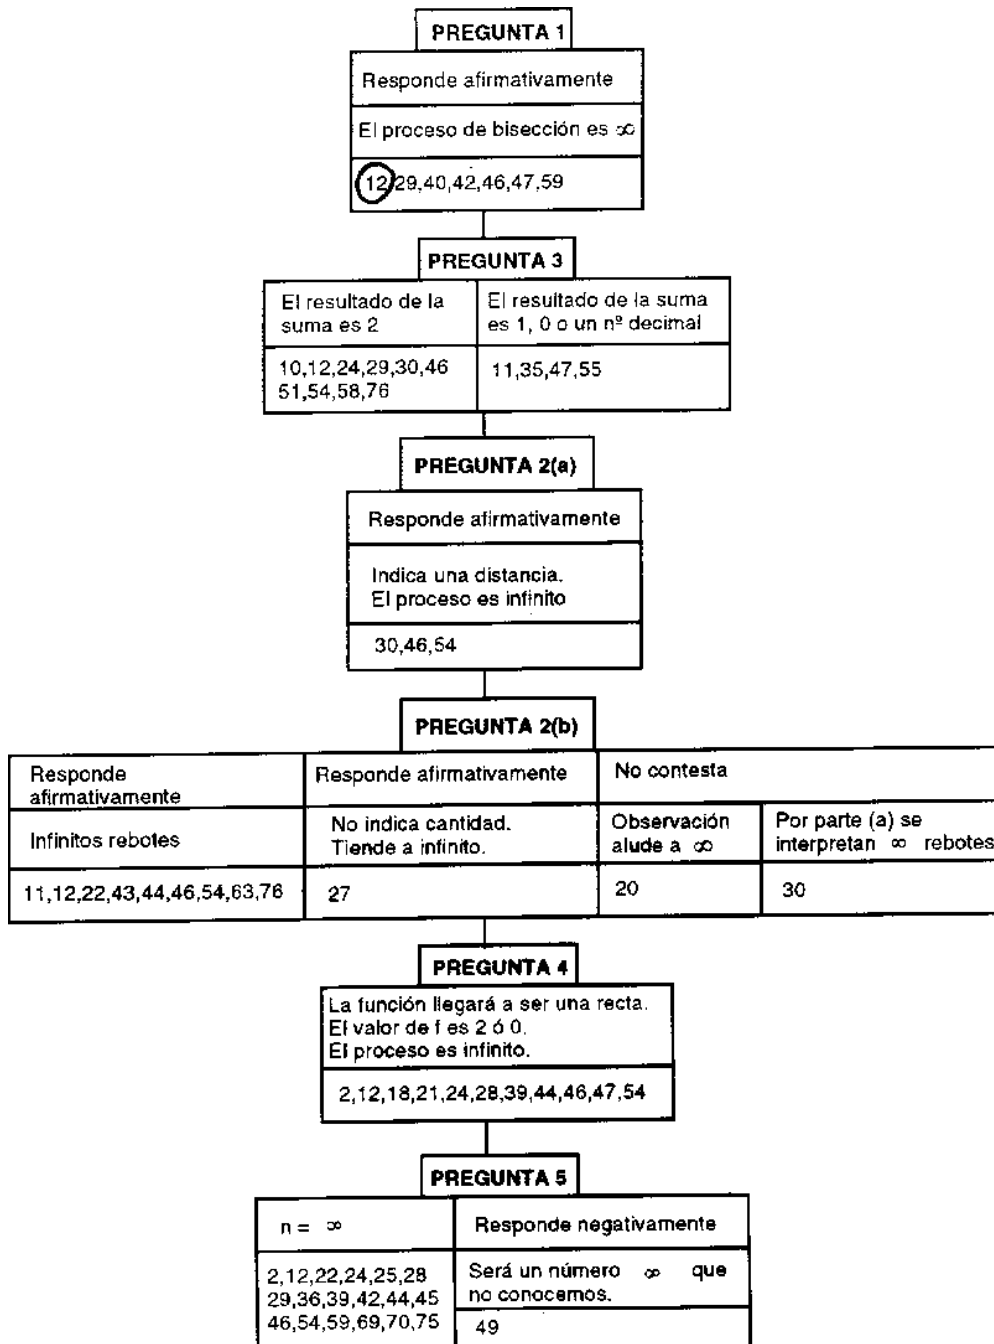 PREGUNTA 1
Responde afirmativamente
El proceso de bisección es ∞
12,29,40,42,46,47,59
PREGUNTA 3
El resultado de la
suma es 2
El resultado de la suma
es 1, 0 o un nº decimal
10,12,24,29,30,46
51,54,58,76
11,35,47,55
PREGUNTA 2(a)
Responde afirmativamente
Indica una distancia.
El proceso es infinito
30,46,54
PREGUNTA 2(b)
Responde
afirmativamente
Responde afirmativamente
No contesta
Infinitos rebotes
No indica cantidad.
Tiende a infinito.
Observación
alude a ∞
Por parte (a) se
interpretan ∞ rebotes
11,12,22,43,44,46,54,63,76
27
20
30
PREGUNTA 4
La función llegará a ser una recta.
El valor de f es 2 ó 0.
El proceso es infinito.
2,12,18,21,24,28,39,44,46,47,54
PREGUNTA 5
n = ∞
Responde negativamente
2,12,22,24,25,28
29,36,39,42,44,45
46,54,59,69,70,75
Será un número ∞ que
no conocemos.
49